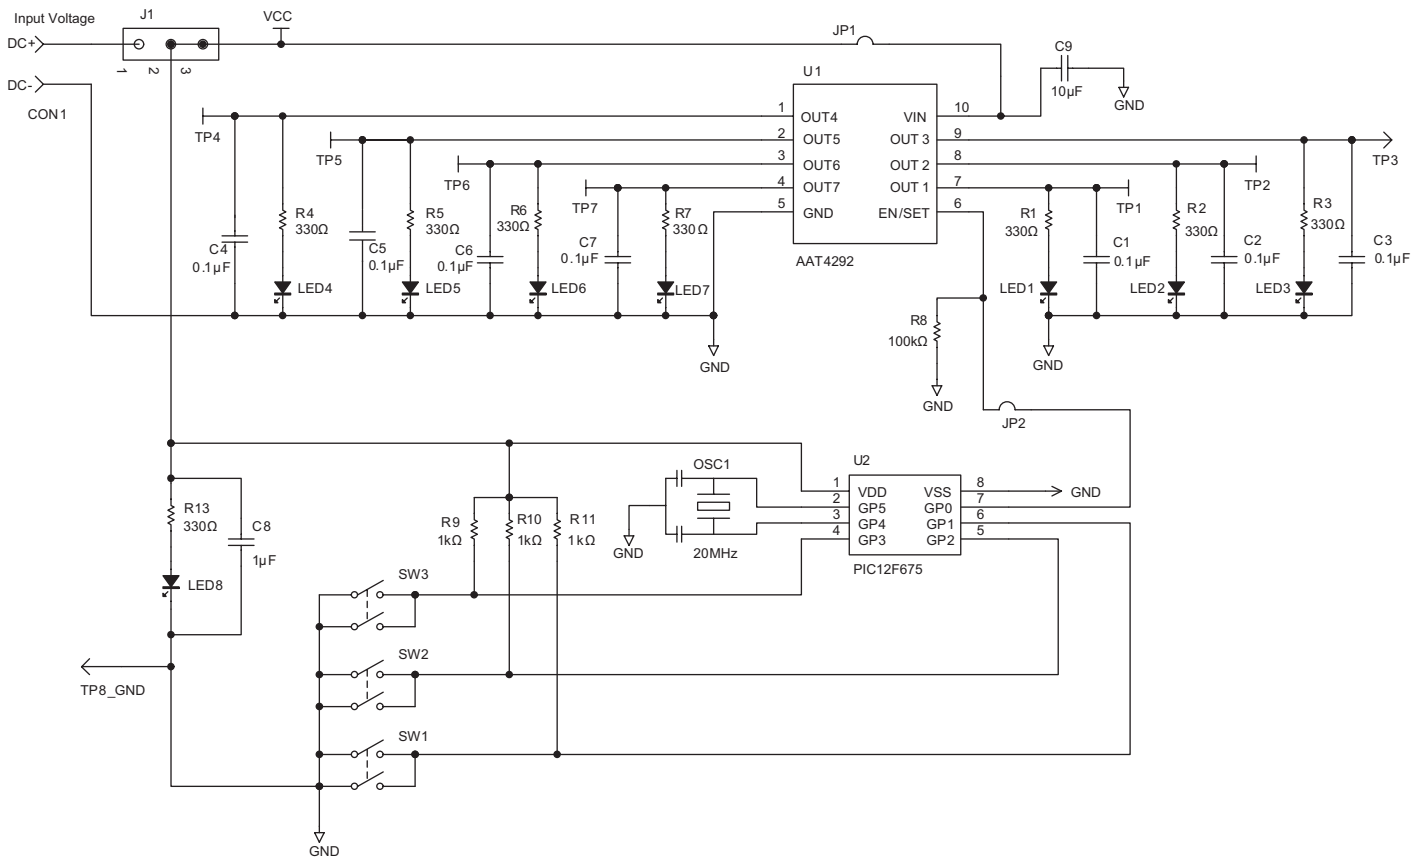 Input Voltage
J1
VCC
DC+
1
2
3
DC-
CON1
JP1
C9
10µF
GND
U1
TP4
1
OUT4
VIN
10
TP5
2
OUT5
OUT 3
9
TP3
TP6
3
OUT6
OUT 2
8
TP2
TP7
4
OUT7
OUT 1
7
TP1
5
GND
EN/SET
6
AAT4292
R4
330Ω
R5
330Ω
R6
330Ω
R7
330Ω
R1
330Ω
R2
330Ω
R3
330Ω
C4
0.1µF
C5
0.1µF
C6
0.1µF
C7
0.1µF
C1
0.1µF
C2
0.1µF
C3
0.1µF
LED4
LED5
LED6
LED7
LED1
LED2
LED3
GND
R8
100kΩ
GND
GND
JP2
R13
330Ω
C8
1µF
LED8
TP8_GND
R9
1kΩ
R10
1kΩ
R11
1kΩ
OSC1
20MHz
GND
U2
1
VDD
VSS
8
GND
2
GP5
GP0
7
3
GP4
GP1
6
4
GP3
GP2
5
PIC12F675
SW3
SW2
SW1
GND